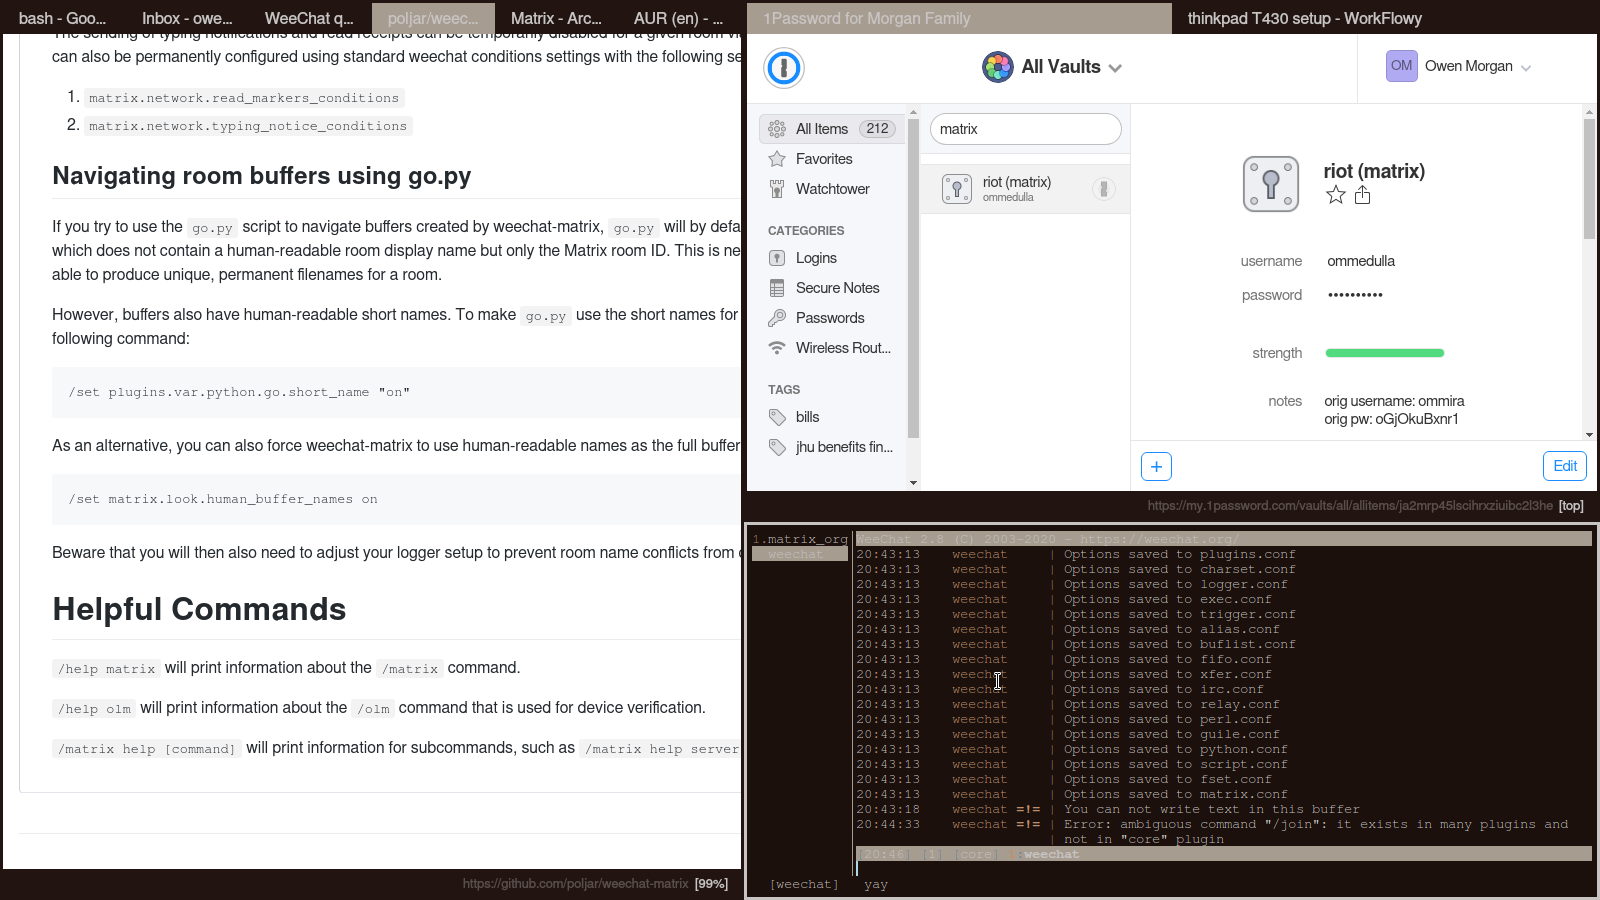 bash - Goo...
Inbox - owe...
WeeChat q...
poljar/weec...
Matrix - Arc...
AUR (en) - ...
The sending of typing notifications and read receipts can be temporarily disabled for a given room vi
can also be permanently configured using standard weechat conditions settings with the following se
1. matrix.network.read_markers_conditions
2. matrix.network.typing_notice_conditions
Navigating room buffers using go.py
If you try to use the go.py script to navigate buffers created by weechat-matrix, go.py will by defa
which does not contain a human-readable room display name but only the Matrix room ID. This is ne
able to produce unique, permanent filenames for a room.
However, buffers also have human-readable short names. To make go.py use the short names for
following command:
/set plugins.var.python.go.short_name "on"
As an alternative, you can also force weechat-matrix to use human-readable names as the full buffer
/set matrix.look.human_buffer_names on
Beware that you will then also need to adjust your logger setup to prevent room name conflicts from
Helpful Commands
/help matrix will print information about the /matrix command.
/help olm will print information about the /olm command that is used for device verification.
/matrix help [command] will print information for subcommands, such as /matrix help server
https://github.com/poljar/weechat-matrix [99%]
1Password for Morgan Family
thinkpad T430 setup - WorkFlowy
All Vaults
OM Owen Morgan
All Items 212
Favorites
Watchtower
CATEGORIES
Logins
Secure Notes
Passwords
Wireless Rout...
TAGS
bills
jhu benefits fin...
matrix
riot (matrix)
ommedulla
riot (matrix)
username ommedulla
password ••••••••••
strength
notes orig username: ommira
orig pw: oGjOkuBxnr1
+
Edit
https://my.1password.com/vaults/all/allitems/ja2mrp45lscihrxziuibc2l3he [top]
1.matrix_org
weechat
WeeChat 2.8 (C) 2003-2020 - https://weechat.org/
20:43:13 weechat | Options saved to plugins.conf
20:43:13 weechat | Options saved to charset.conf
20:43:13 weechat | Options saved to logger.conf
20:43:13 weechat | Options saved to exec.conf
20:43:13 weechat | Options saved to trigger.conf
20:43:13 weechat | Options saved to alias.conf
20:43:13 weechat | Options saved to buflist.conf
20:43:13 weechat | Options saved to fifo.conf
20:43:13 weechat | Options saved to xfer.conf
20:43:13 weechat | Options saved to irc.conf
20:43:13 weechat | Options saved to relay.conf
20:43:13 weechat | Options saved to perl.conf
20:43:13 weechat | Options saved to guile.conf
20:43:13 weechat | Options saved to python.conf
20:43:13 weechat | Options saved to script.conf
20:43:13 weechat | Options saved to fset.conf
20:43:13 weechat | Options saved to matrix.conf
20:43:18 weechat =!= | You can not write text in this buffer
20:44:33 weechat =!= | Error: ambiguous command "/join": it exists in many plugins and
| not in "core" plugin
[20:46] [1] [core] 1:weechat
[weechat] yay